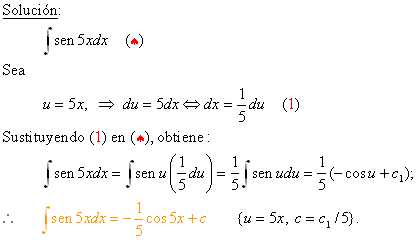 Solución:
∫sen 5xdx (♠)
Sea
u = 5x, ⇒ du = 5dx ⇔ dx = 1/5 du (1)
Sustituyendo (1) en (♠), obtiene:
∫sen 5xdx = ∫sen u (1/5 du) = 1/5 ∫sen udu = 1/5 (−cos u + c₁);
∴ ∫sen 5xdx = −1/5 cos 5x + c {u = 5x, c = c₁/5}.